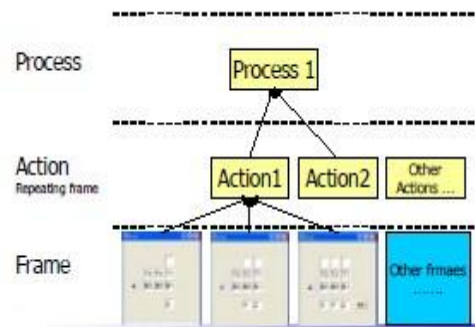 Process
Process 1
Action
Repeating frame
Action1
Action2
Other
Actions ...
Frame
Other frmaes
.......